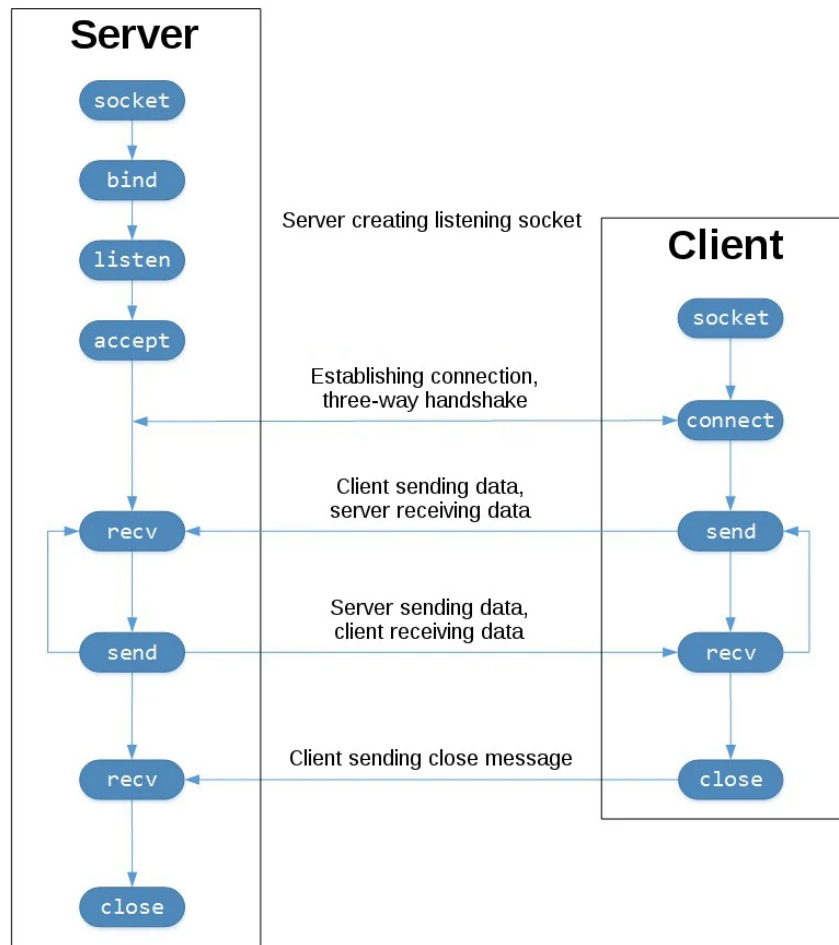 Server
socket
bind
listen
accept
recv
send
recv
close
Server creating listening socket
Establishing connection,
three-way handshake
Client sending data,
server receiving data
Server sending data,
client receiving data
Client sending close message
Client
socket
connect
send
recv
close